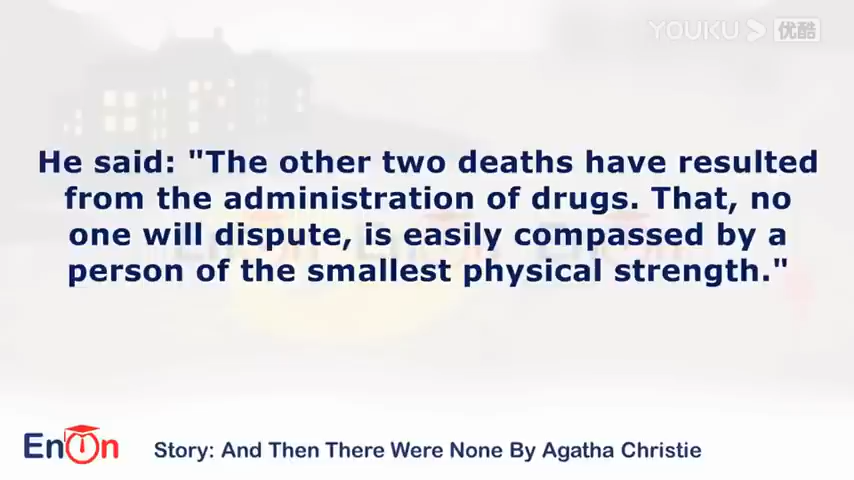 YOUKU 优酷
He said: "The other two deaths have resulted
from the administration of drugs. That, no
one will dispute, is easily compassed by a
person of the smallest physical strength."
EnOn
Story: And Then There Were None By Agatha Christie